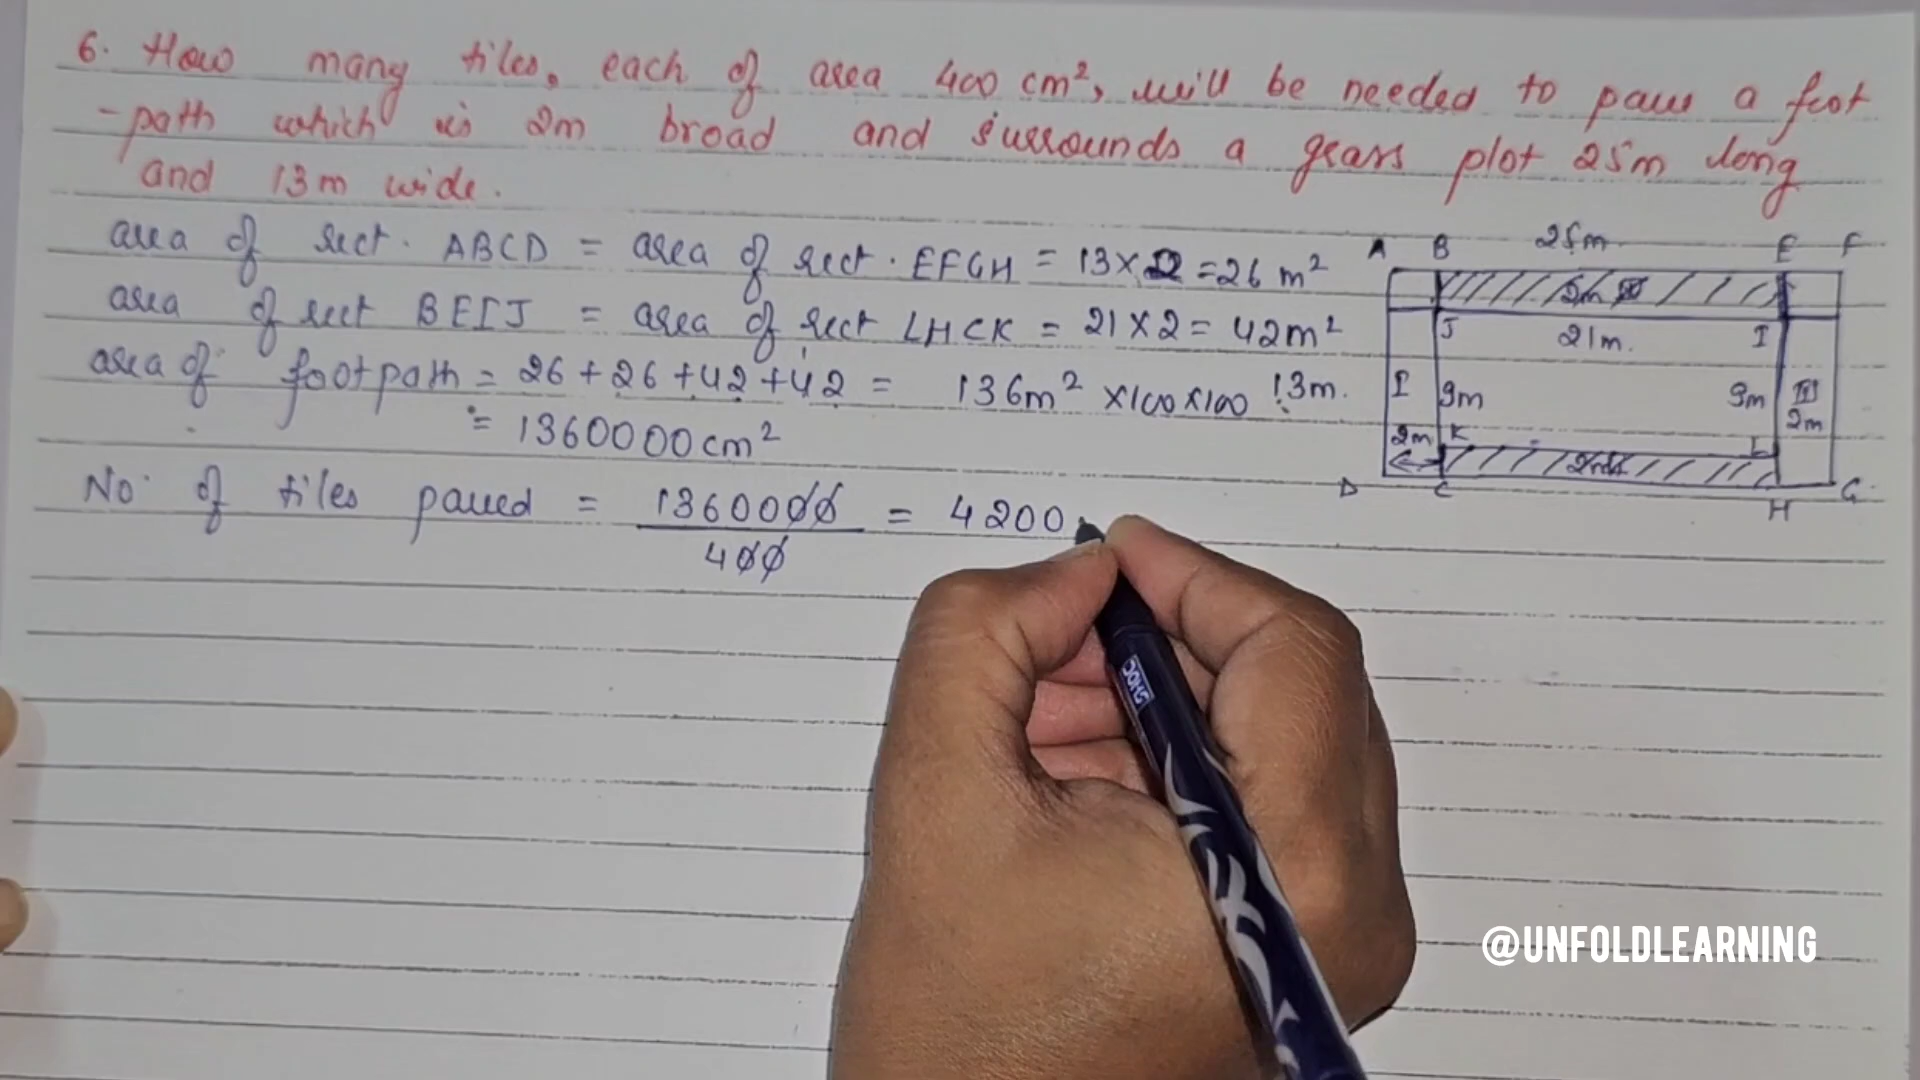 6. How many tiles, each of area 400 cm², will be needed to pave a foot
-path which is 2m broad and surrounds a grass plot 25m long
and 13m wide.
area of rect. ABCD = area of rect. EFGH = 13×2 = 26 m²
area of rect BEIJ = area of rect LHCK = 21×2 = 42m²
area of footpath = 26+26+42+42 = 136m² ×100×100
= 1360000cm²
No. of tiles paved = 1360000 / 400 = 4200
A B 25m E F
2m
J 21m. I
13m. I 9m 9m III
2m
2m K L
D C H G
DOMS
@UNFOLDLEARNING